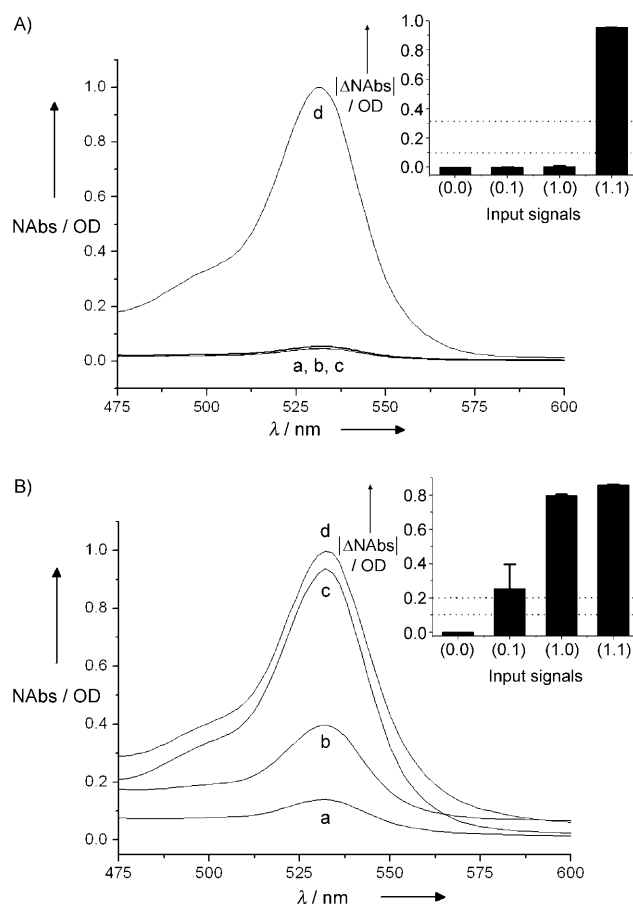 A)
|ΔNAbs|
/ OD
1.0
0.8
0.6
0.4
0.2
0.0
(0.0) (0.1) (1.0) (1.1)
Input signals
NAbs / OD
1.0
0.8
0.6
0.4
0.2
0.0
d
a, b, c
475 500 525 550 575 600
λ / nm
B)
|ΔNAbs|
/ OD
0.8
0.6
0.4
0.2
0.0
(0.0) (0.1) (1.0) (1.1)
Input signals
NAbs / OD
1.0
0.8
0.6
0.4
0.2
0.0
d
c
b
a
475 500 525 550 575 600
λ / nm